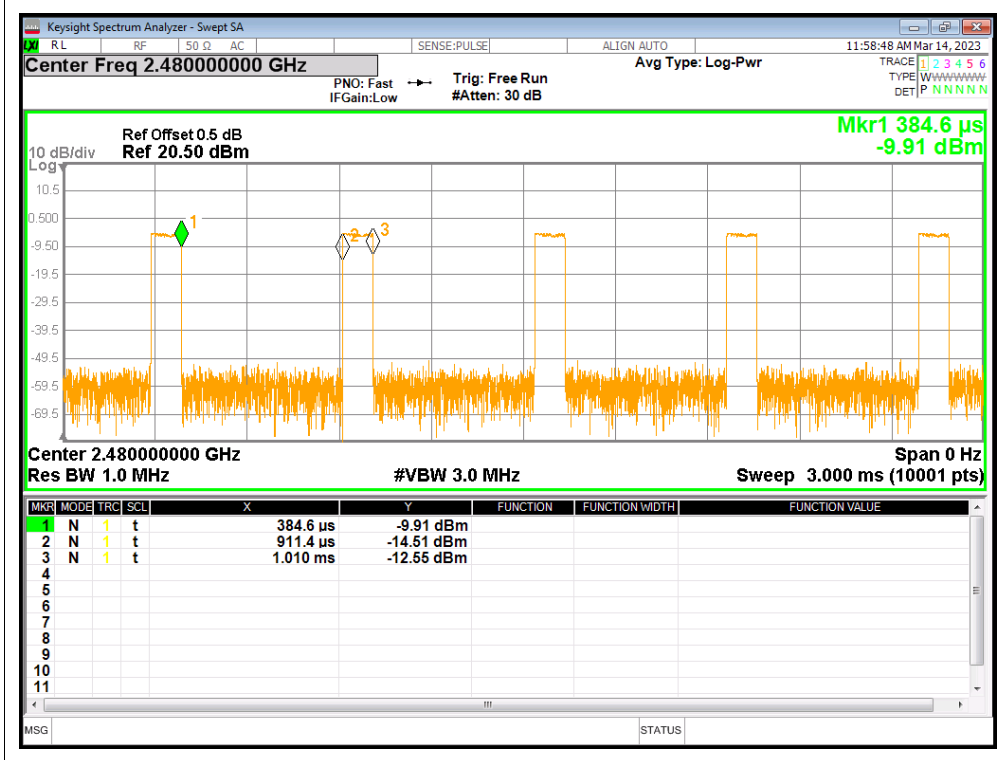 Keysight Spectrum Analyzer - Swept SA
LXI RL RF 50 Ω AC SENSE:PULSE ALIGN AUTO 11:58:48 AM Mar 14, 2023
Center Freq 2.480000000 GHz Avg Type: Log-Pwr TRACE 1 2 3 4 5 6
PNO: Fast Trig: Free Run TYPE WWWWWWW
IFGain:Low #Atten: 30 dB DET P N N N N N
Mkr1 384.6 µs
Ref Offset 0.5 dB
10 dB/div Ref 20.50 dBm -9.91 dBm
Log
10.5
0.500
-9.50
-19.5
-29.5
-39.5
-49.5
-59.5
-69.5
1
2
3
Center 2.480000000 GHz Span 0 Hz
Res BW 1.0 MHz #VBW 3.0 MHz Sweep 3.000 ms (10001 pts)
MKR MODE TRC SCL X Y FUNCTION FUNCTION WIDTH FUNCTION VALUE
1 N 1 t 384.6 µs -9.91 dBm
2 N 1 t 911.4 µs -14.51 dBm
3 N 1 t 1.010 ms -12.55 dBm
4
5
6
7
8
9
10
11
MSG STATUS